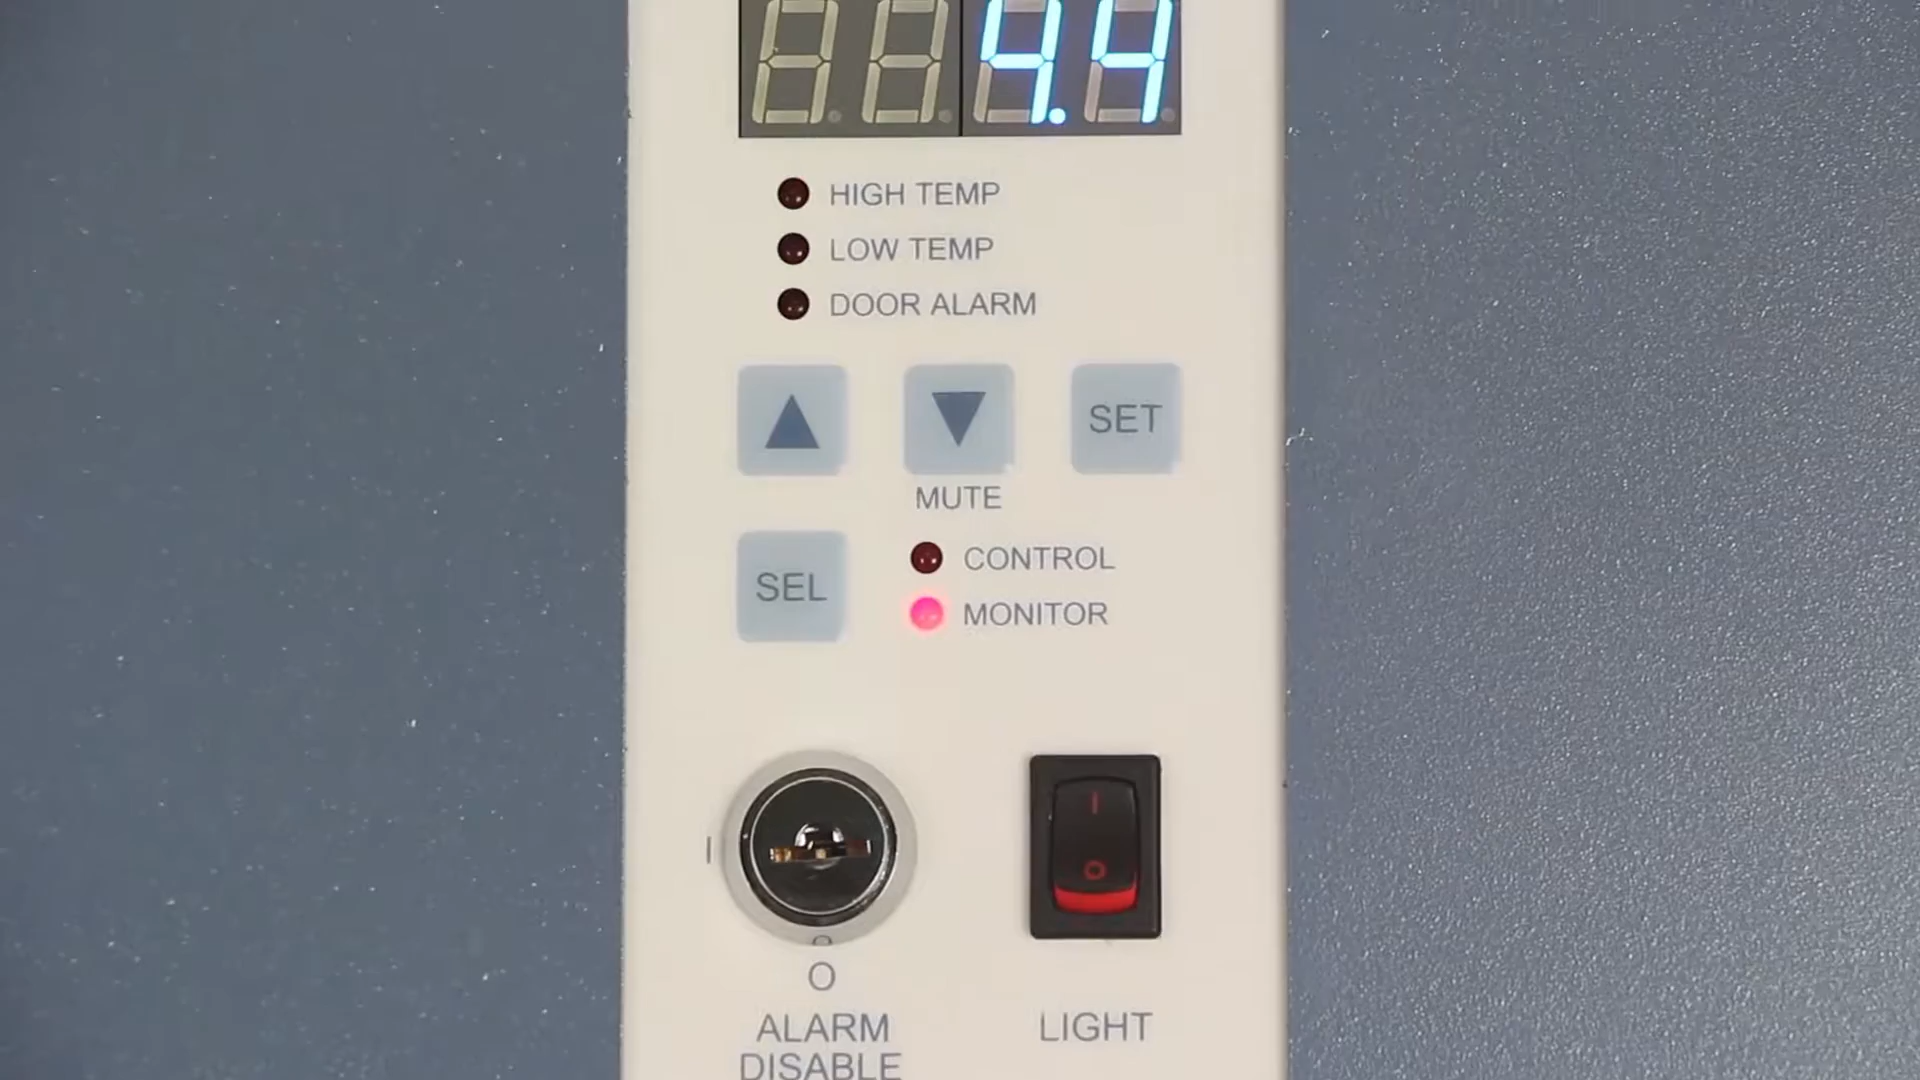 4.4
HIGH TEMP
LOW TEMP
DOOR ALARM
SET
MUTE
SEL
CONTROL
MONITOR
I
I
O
O
ALARM
DISABLE
LIGHT